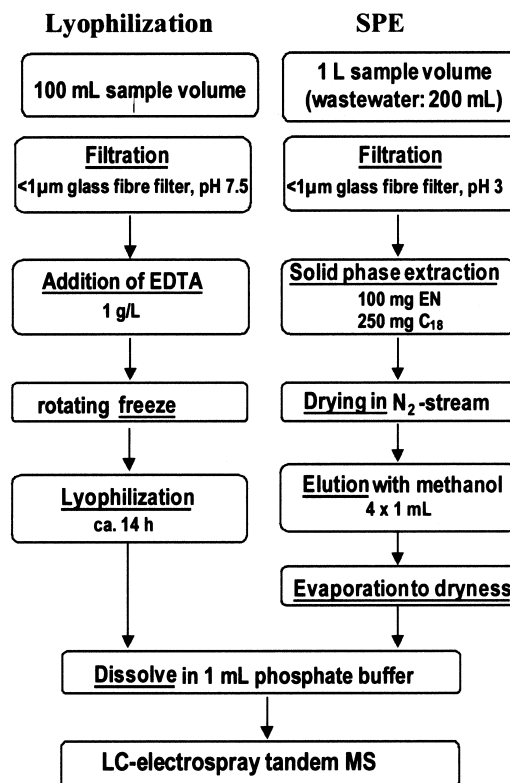 Lyophilization
100 mL sample volume
Filtration
<1µm glass fibre filter, pH 7.5
Addition of EDTA
1 g/L
rotating freeze
Lyophilization
ca. 14 h
SPE
1 L sample volume
(wastewater: 200 mL)
Filtration
<1µm glass fibre filter, pH 3
Solid phase extraction
100 mg EN
250 mg C₁₈
Drying in N₂-stream
Elution with methanol
4 x 1 mL
Evaporation to dryness
Dissolve in 1 mL phosphate buffer
LC-electrospray tandem MS